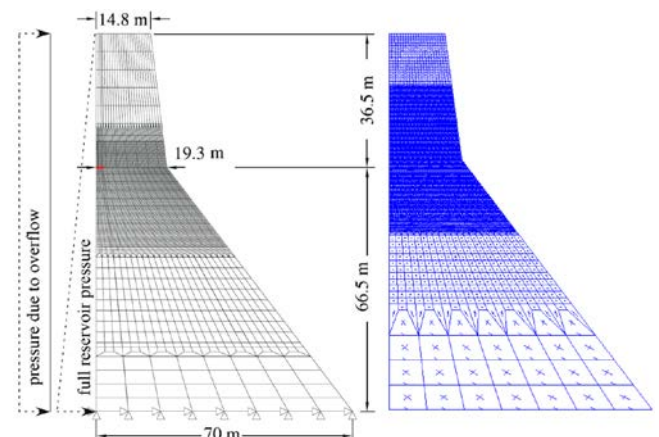 14.8 m
36.5 m
19.3 m
pressure due to overflow
full reservoir pressure
66.5 m
70 m